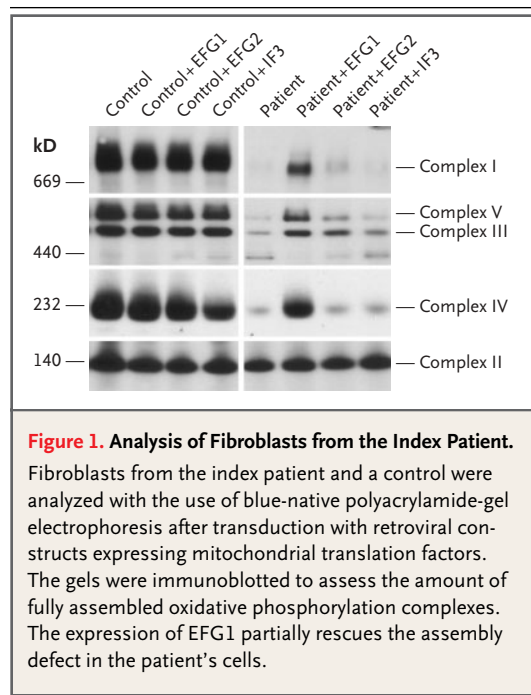 Control
Control+EFG1
Control+EFG2
Control+IF3
Patient
Patient+EFG1
Patient+EFG2
Patient+IF3
kD
669
440
232
140
Complex I
Complex V
Complex III
Complex IV
Complex II
Figure 1. Analysis of Fibroblasts from the Index Patient.
Fibroblasts from the index patient and a control were
analyzed with the use of blue-native polyacrylamide-gel
electrophoresis after transduction with retroviral con-
structs expressing mitochondrial translation factors.
The gels were immunoblotted to assess the amount of
fully assembled oxidative phosphorylation complexes.
The expression of EFG1 partially rescues the assembly
defect in the patient's cells.